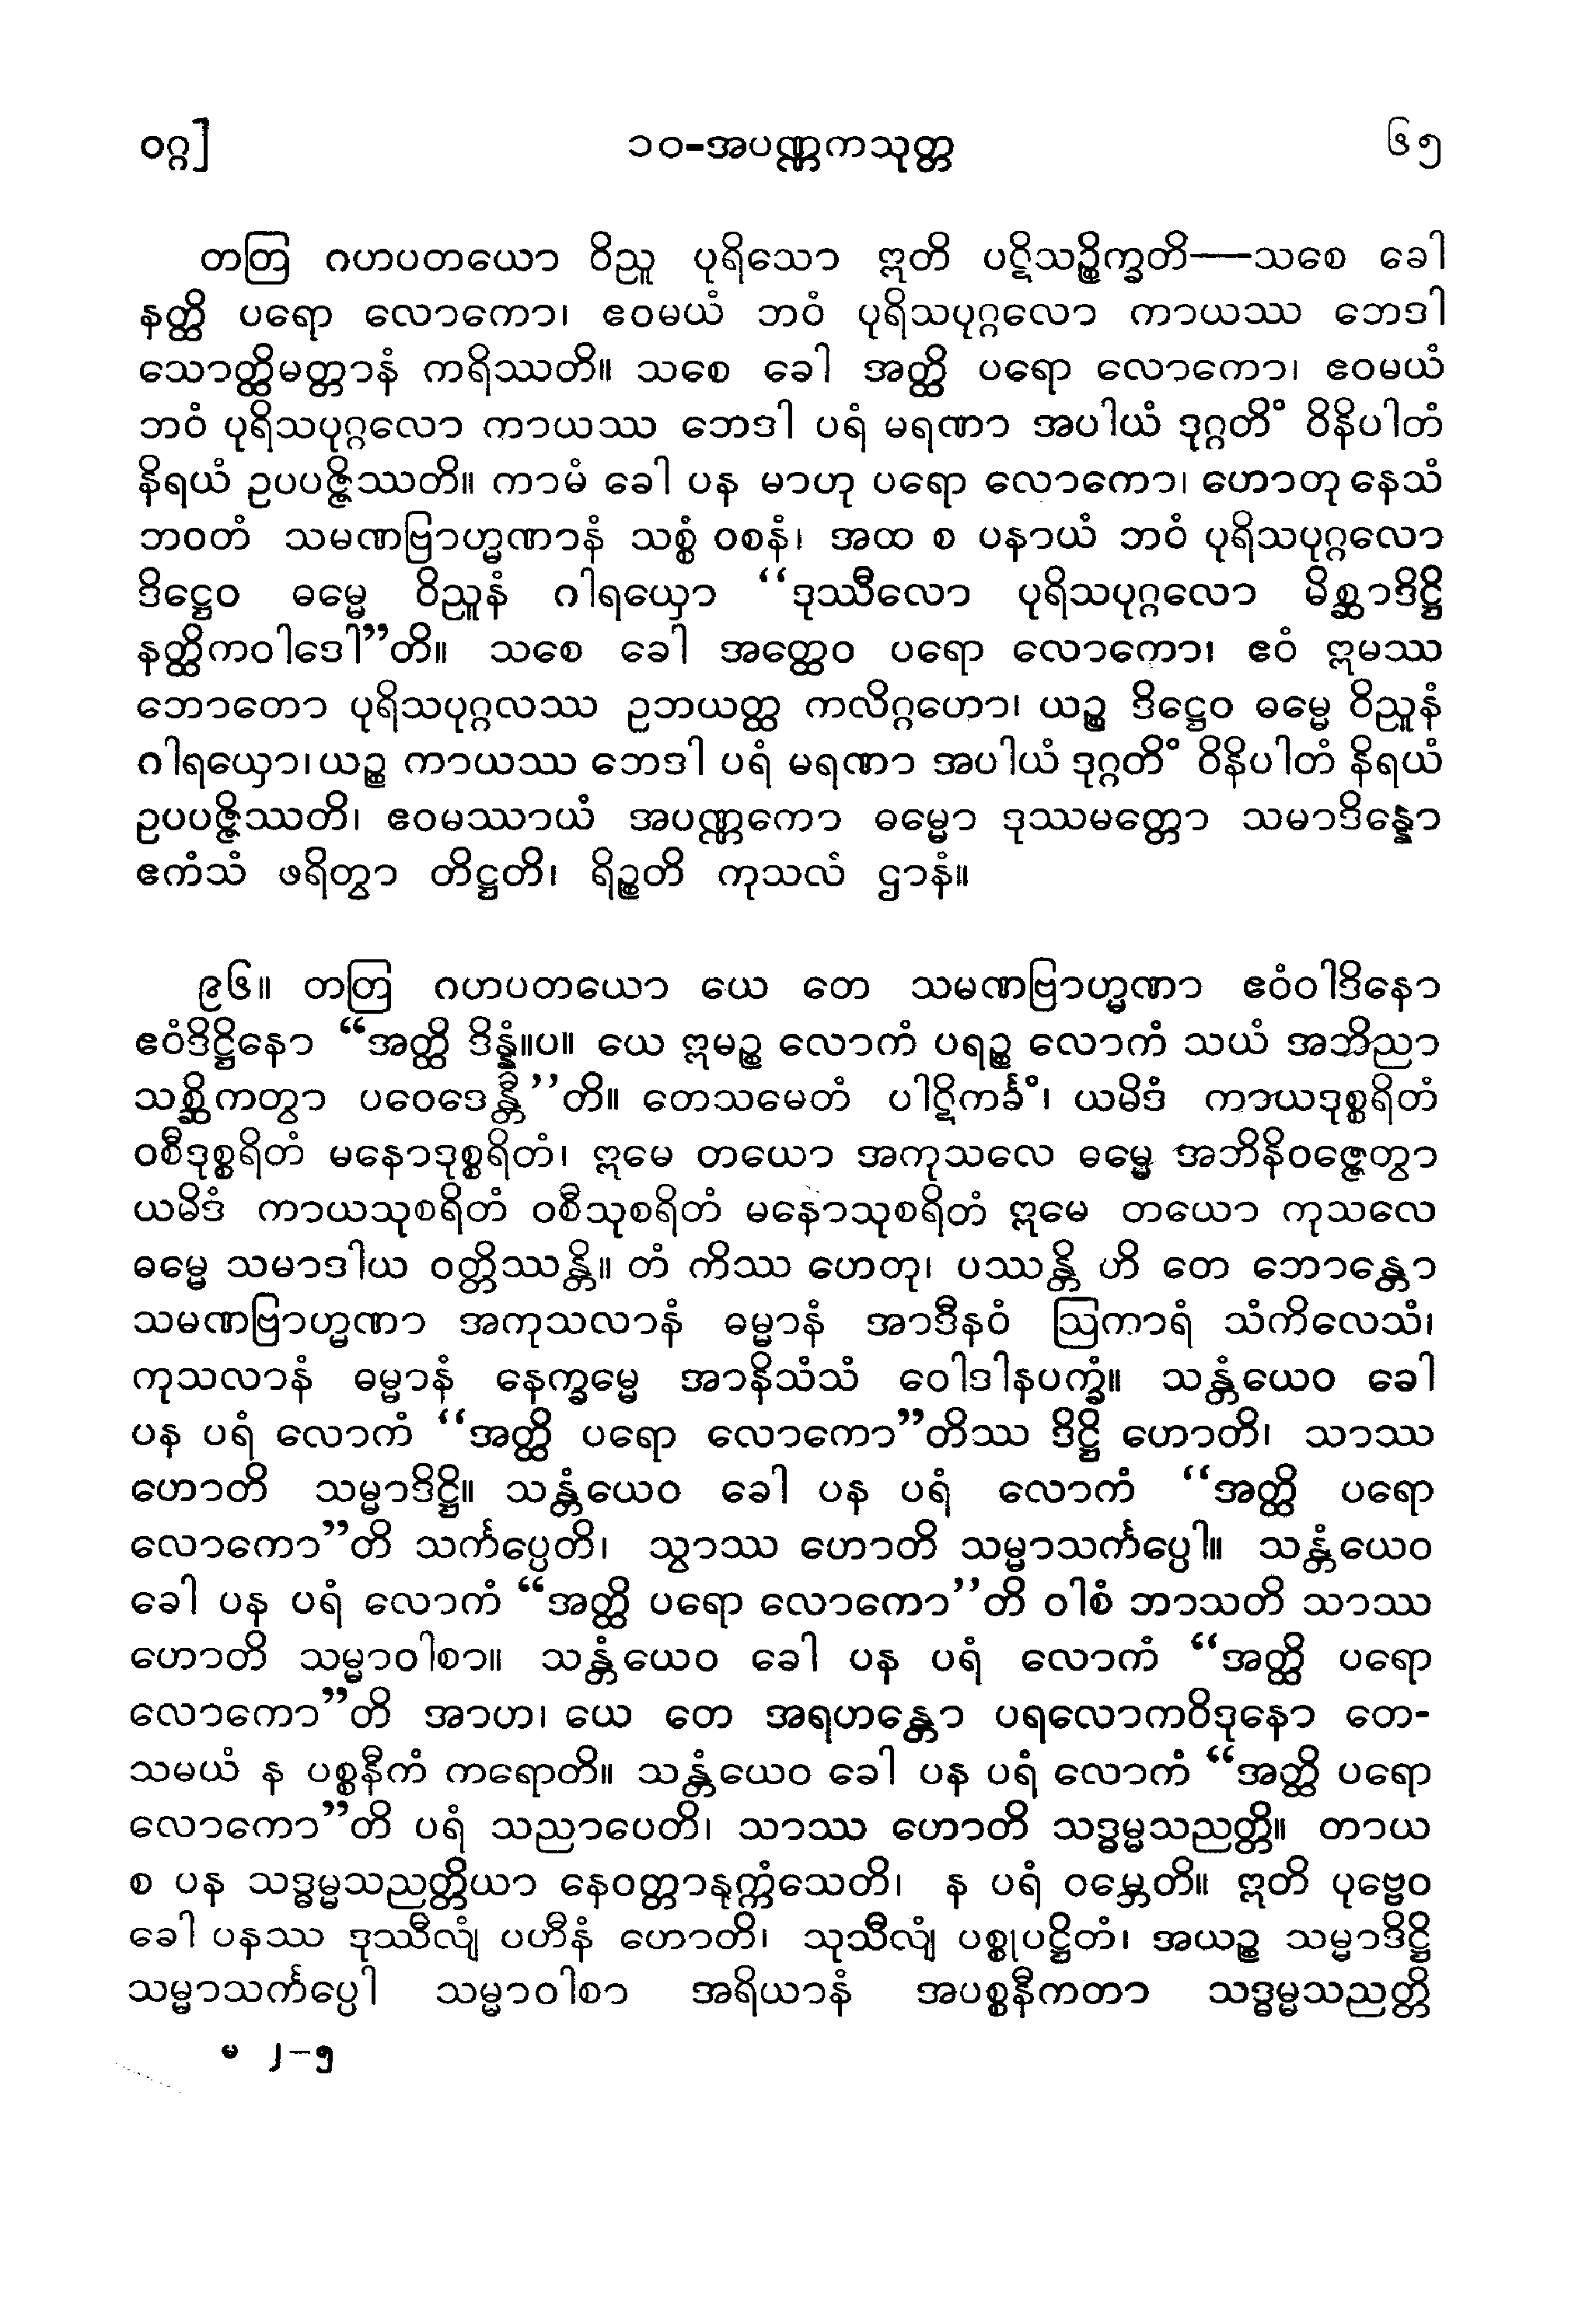 ဝဂ္ဂ]
၁၀-အပဏ္ဏကသုတ္တ
၆၅
တတြ ဂဟပတယော ဝိညူ ပုရိသော ဣတိ ပဋိသဉ္စိက္ခတိ—သစေ ခေါ
နတ္ထိ ပရော လောကော၊ ဧဝမယံ ဘဝံ ပုရိသပုဂ္ဂလော ကာယဿ ဘေဒါ
သောတ္ထိမတ္တာနံ ကရိဿတိ။ သစေ ခေါ အတ္ထိ ပရော လောကော၊ ဧဝမယံ
ဘဝံ ပုရိသပုဂ္ဂလော ကာယဿ ဘေဒါ ပရံ မရဏာ အပါယံ ဒုဂ္ဂတိံ ဝိနိပါတံ
နိရယံ ဥပပဇ္ဇိဿတိ။ ကာမံ ခေါ ပန မာဟု ပရော လောကော၊ ဟောတု နေသံ
ဘဝတံ သမဏဗြာဟ္မဏာနံ သစ္စံ ဝစနံ၊ အထ စ ပနာယံ ဘဝံ ပုရိသပုဂ္ဂလော
ဒိဋ္ဌေဝ ဓမ္မေ ဝိညူနံ ဂါရယှော “ဒုဿီလော ပုရိသပုဂ္ဂလော မိစ္ဆာဒိဋ္ဌိ
နတ္ထိကဝါဒေါ”တိ။ သစေ ခေါ အတ္ထေဝ ပရော လောကော၊ ဧဝံ ဣမဿ
ဘောတော ပုရိသပုဂ္ဂလဿ ဥဘယတ္ထ ကလိဂ္ဂဟော၊ ယဉ္စ ဒိဋ္ဌေဝ ဓမ္မေ ဝိညူနံ
ဂါရယှော၊ ယဉ္စ ကာယဿ ဘေဒါ ပရံ မရဏာ အပါယံ ဒုဂ္ဂတိံ ဝိနိပါတံ နိရယံ
ဥပပဇ္ဇိဿတိ၊ ဧဝမဿာယံ အပဏ္ဏကော ဓမ္မော ဒုဿမတ္တော သမာဒိန္နော
ဧကံသံ ဖရိတွာ တိဋ္ဌတိ၊ ရိဉ္စတိ ကုသလံ ဌာနံ။
၉၆။ တတြ ဂဟပတယော ယေ တေ သမဏဗြာဟ္မဏာ ဧဝံဝါဒိနော
ဧဝံဒိဋ္ဌိနော “အတ္ထိ ဒိန္နံ။ပ။ ယေ ဣမဉ္စ လောကံ ပရဉ္စ လောကံ သယံ အဘိညာ
သစ္ဆိကတွာ ပဝေဒေန္တီ”တိ။ တေသမေတံ ပါဋိကင်္ခံ၊ ယမိဒံ ကာယဒုစ္စရိတံ
ဝစီဒုစ္စရိတံ မနောဒုစ္စရိတံ၊ ဣမေ တယော အကုသလေ ဓမ္မေ အဘိနိဝဇ္ဇေတွာ
ယမိဒံ ကာယသုစရိတံ ဝစီသုစရိတံ မနောသုစရိတံ ဣမေ တယော ကုသလေ
ဓမ္မေ သမာဒါယ ဝတ္တိဿန္တိ။ တံ ကိဿ ဟေတု၊ ပဿန္တိ ဟိ တေ ဘောန္တော
သမဏဗြာဟ္မဏာ အကုသလာနံ ဓမ္မာနံ အာဒီနဝံ ဩကာရံ သံကိလေသံ၊
ကုသလာနံ ဓမ္မာနံ နေက္ခမ္မေ အာနိသံသံ ဝေါဒါနပက္ခံ။ သန္တံယေဝ ခေါ
ပန ပရံ လောကံ “အတ္ထိ ပရော လောကော”တိဿ ဒိဋ္ဌိ ဟောတိ၊ သာဿ
ဟောတိ သမ္မာဒိဋ္ဌိ။ သန္တံယေဝ ခေါ ပန ပရံ လောကံ “အတ္ထိ ပရော
လောကော”တိ သင်္ကပ္ပေတိ၊ သွာဿ ဟောတိ သမ္မာသင်္ကပ္ပေါ။ သန္တံယေဝ
ခေါ ပန ပရံ လောကံ “အတ္ထိ ပရော လောကော”တိ ဝါစံ ဘာသတိ သာဿ
ဟောတိ သမ္မာဝါစာ။ သန္တံယေဝ ခေါ ပန ပရံ လောကံ “အတ္ထိ ပရော
လောကော”တိ အာဟ၊ ယေ တေ အရဟန္တော ပရလောကဝိဒုနော တေ-
သမယံ န ပစ္စနီကံ ကရောတိ။ သန္တံယေဝ ခေါ ပန ပရံ လောကံ “အတ္ထိ ပရော
လောကော”တိ ပရံ သညာပေတိ၊ သာဿ ဟောတိ သဒ္ဓမ္မသညတ္တိ။ တာယ
စ ပန သဒ္ဓမ္မသညတ္တိယာ နေဝတ္တာနုက္ကံသေတိ၊ န ပရံ ဝမ္ဘေတိ။ ဣတိ ပုဗ္ဗေဝ
ခေါ ပနဿ ဒုဿီလျံ ပဟီနံ ဟောတိ၊ သုသီလျံ ပစ္စုပဋ္ဌိတံ၊ အယဉ္စ သမ္မာဒိဋ္ဌိ
သမ္မာသင်္ကပ္ပေါ သမ္မာဝါစာ အရိယာနံ အပစ္စနီကတာ သဒ္ဓမ္မသညတ္တိ
မ ၂-၅